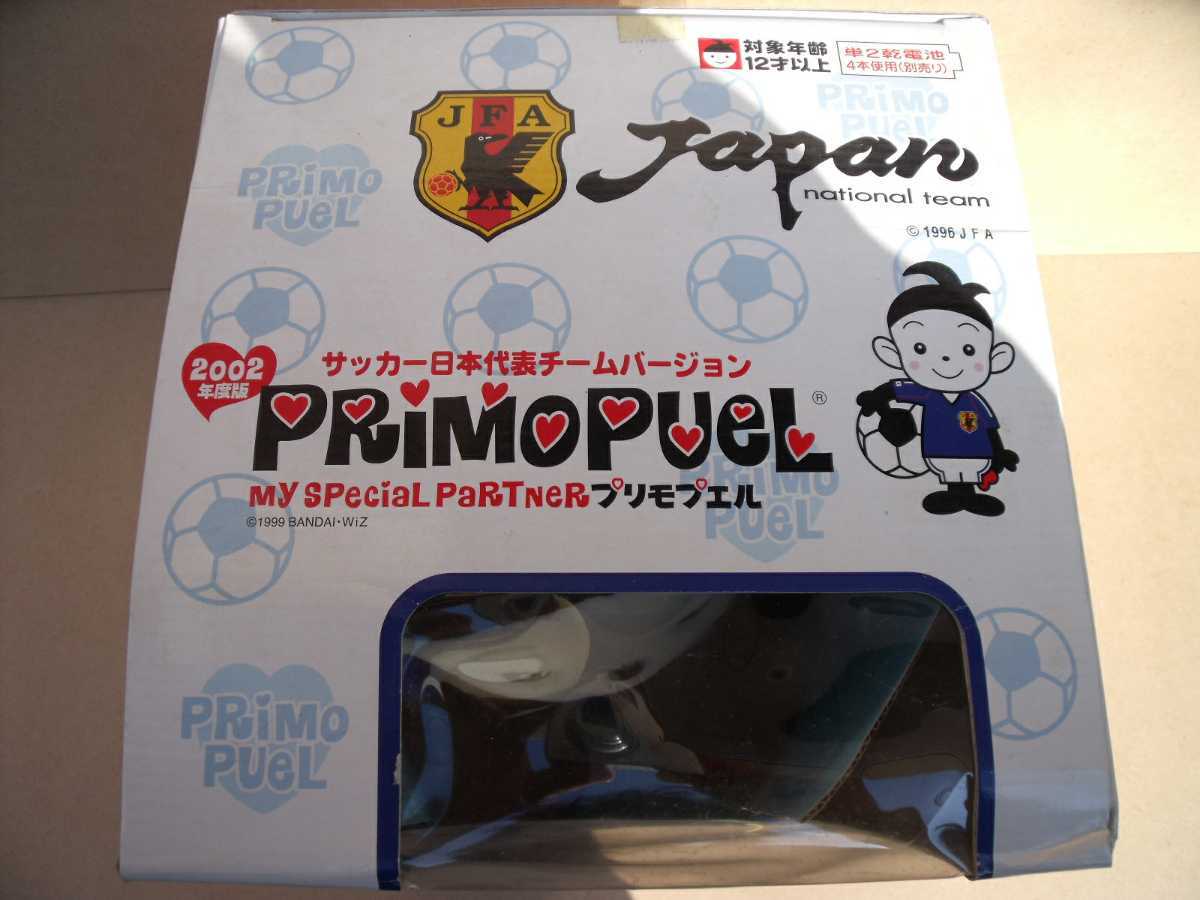 対象年齢
12才以上
単2乾電池
4本使用(別売り)
PRiMO
PUeL
JFA
Japan
national team
© 1996 J F A
PRiMO
PUeL
2002
年度版
サッカー日本代表チームバージョン
PRiMOPUeL®
MY SPeciaL PaRTNeR プリモプエル
©1999 BANDAI・WiZ
PRiMO
PUeL
PRiMO
PUeL